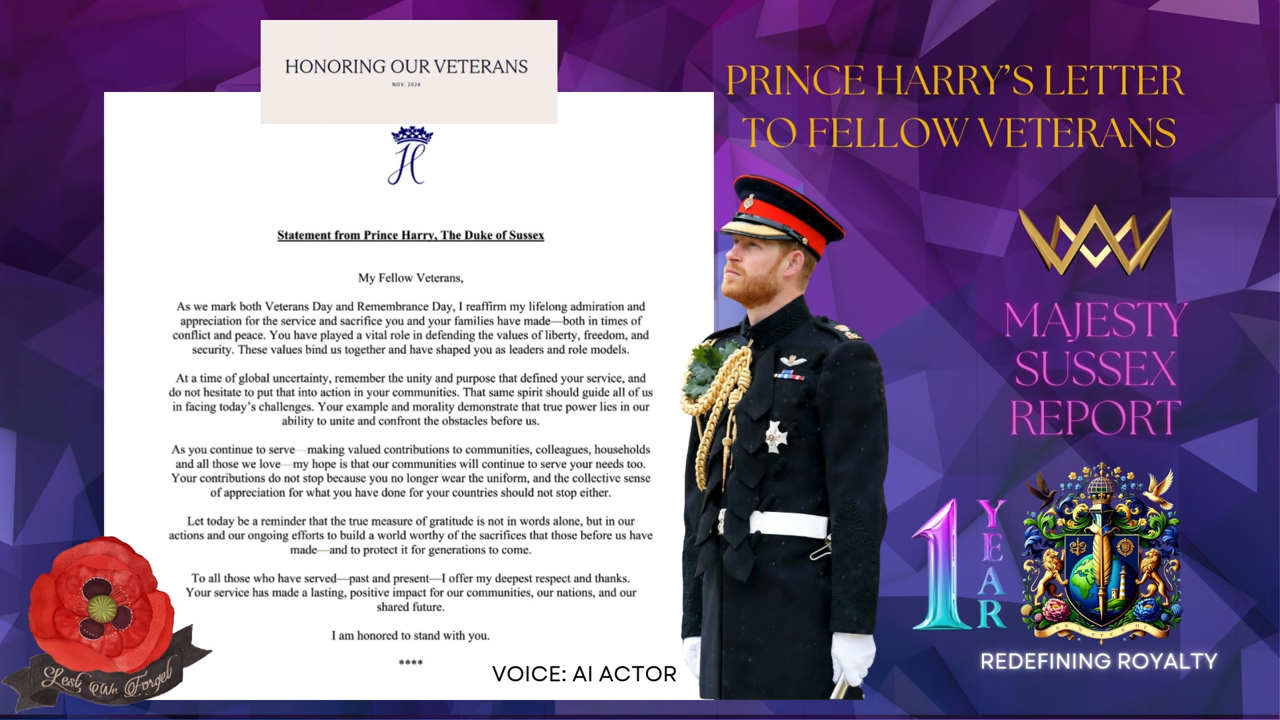 HONORING OUR VETERANS
NOV. 2024
PRINCE HARRY'S LETTER
TO FELLOW VETERANS
H
Statement from Prince Harry, The Duke of Sussex
My Fellow Veterans,
As we mark both Veterans Day and Remembrance Day, I reaffirm my lifelong admiration and
appreciation for the service and sacrifice you and your families have made—both in times of
conflict and peace. You have played a vital role in defending the values of liberty, freedom, and
security. These values bind us together and have shaped you as leaders and role models.
At a time of global uncertainty, remember the unity and purpose that defined your service, and
do not hesitate to put that into action in your communities. That same spirit should guide all of us
in facing today's challenges. Your example and morality demonstrate that true power lies in our
ability to unite and confront the obstacles before us.
As you continue to serve—making valued contributions to communities, colleagues, households
and all those we love—my hope is that our communities will continue to serve your needs too.
Your contributions do not stop because you no longer wear the uniform, and the collective sense
of appreciation for what you have done for your countries should not stop either.
Let today be a reminder that the true measure of gratitude is not in words alone, but in our
actions and our ongoing efforts to build a world worthy of the sacrifices that those before us have
made—and to protect it for generations to come.
To all those who have served—past and present—I offer my deepest respect and thanks.
Your service has made a lasting, positive impact for our communities, our nations, and our
shared future.
I am honored to stand with you.
****
VOICE: AI ACTOR
Lest We Forget
MAJESTY
SUSSEX
REPORT
1 YEAR
REDEFINING ROYALTY